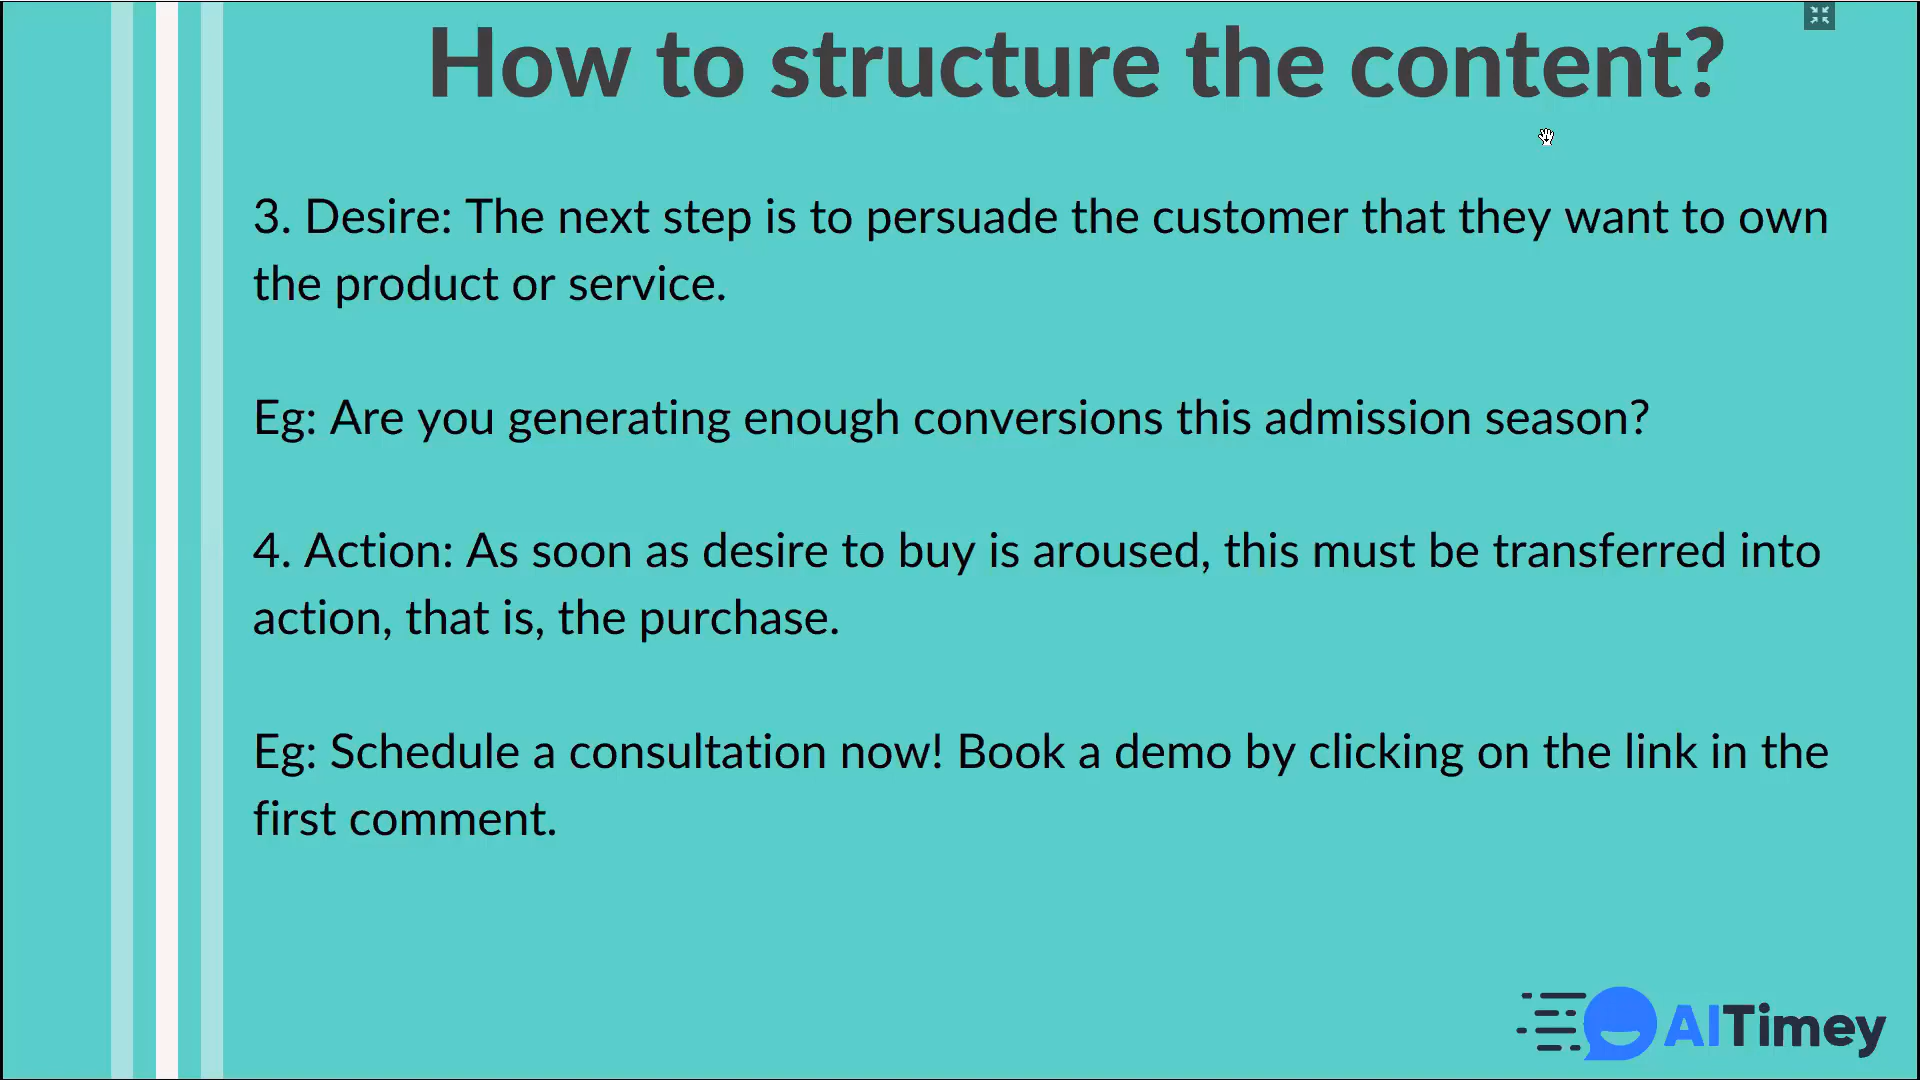 How to structure the content?
3. Desire: The next step is to persuade the customer that they want to own
the product or service.
Eg: Are you generating enough conversions this admission season?
4. Action: As soon as desire to buy is aroused, this must be transferred into
action, that is, the purchase.
Eg: Schedule a consultation now! Book a demo by clicking on the link in the
first comment.
AITimey